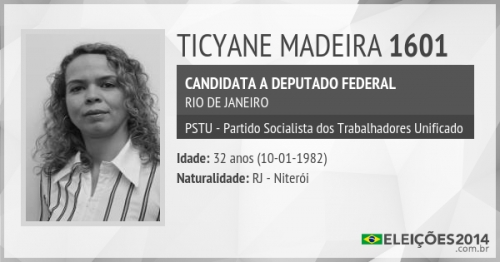 TICYANE MADEIRA 1601
CANDIDATA A DEPUTADO FEDERAL
RIO DE JANEIRO
PSTU - Partido Socialista dos Trabalhadores Unificado
Idade: 32 anos (10-01-1982)
Naturalidade: RJ - Niterói
ELEIÇÕES2014
.com.br